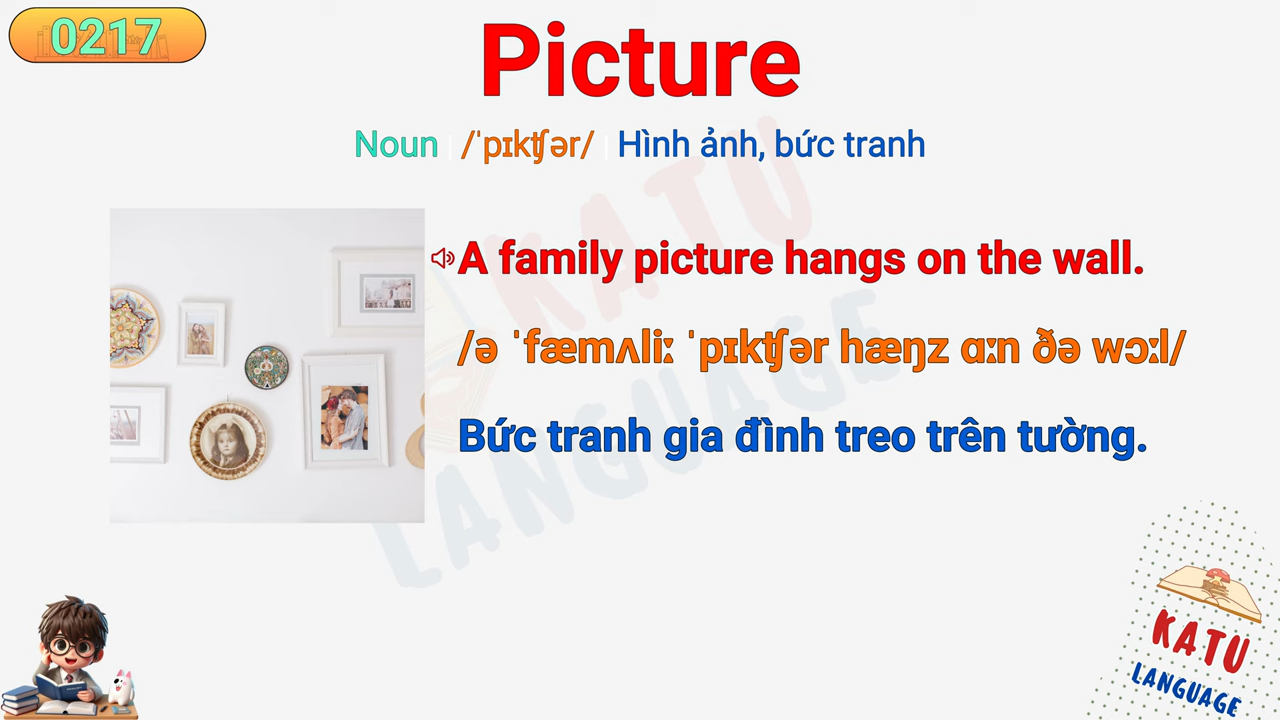 0217
Picture
Noun | /ˈpɪkʧər/ | Hình ảnh, bức tranh
A family picture hangs on the wall.
/ə ˈfæmʌliː ˈpɪkʧər hæŋz ɑːn ðə wɔːl/
Bức tranh gia đình treo trên tường.
KATU
LANGUAGE
KATU
LANGUAGE